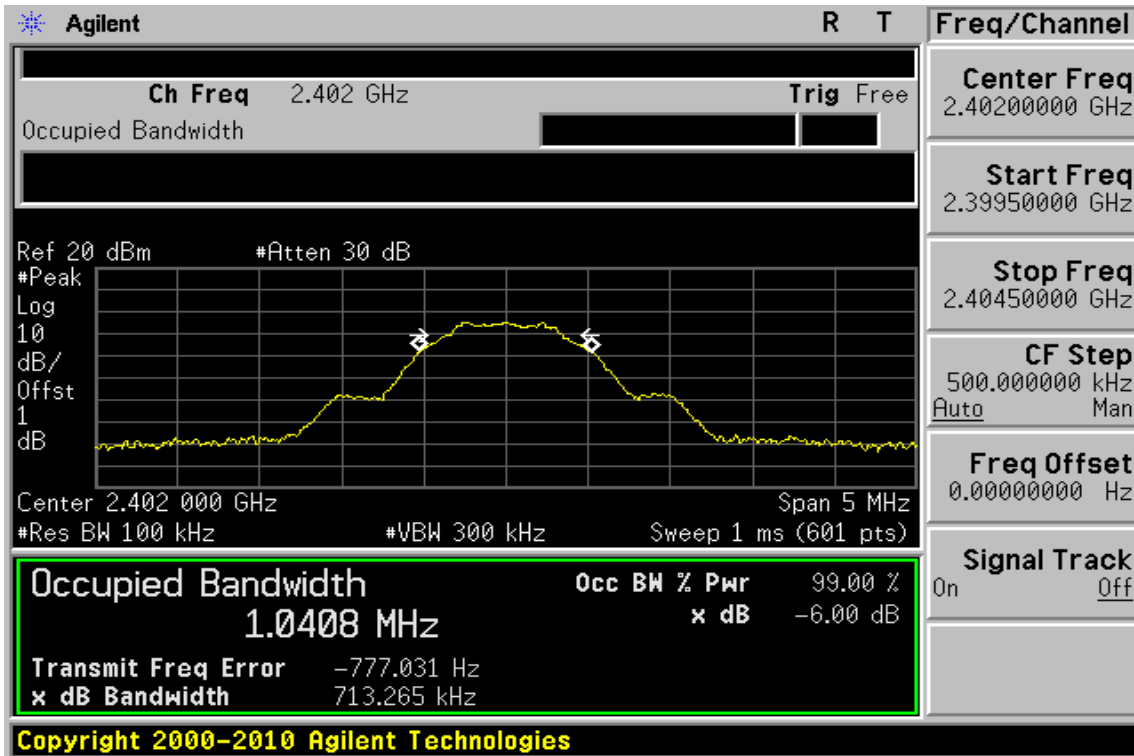 Agilent R T
Ch Freq 2.402 GHz Trig Free
Occupied Bandwidth
Ref 20 dBm #Atten 30 dB
#Peak
Log
10
dB/
Offst
1
dB
Center 2.402 000 GHz Span 5 MHz
#Res BW 100 kHz #VBW 300 kHz Sweep 1 ms (601 pts)
Occupied Bandwidth Occ BW % Pwr 99.00 %
1.0408 MHz x dB -6.00 dB
Transmit Freq Error -777.031 Hz
x dB Bandwidth 713.265 kHz
Copyright 2000-2010 Agilent Technologies
Freq/Channel
Center Freq
2.40200000 GHz
Start Freq
2.39950000 GHz
Stop Freq
2.40450000 GHz
CF Step
500.000000 kHz
Auto Man
Freq Offset
0.00000000 Hz
Signal Track
On Off